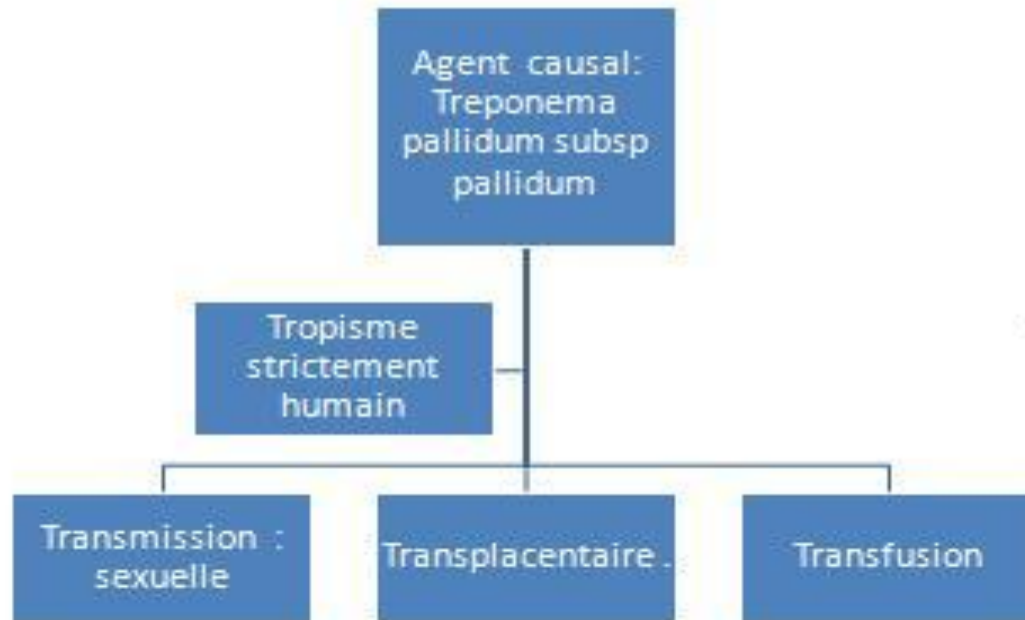 Agent causal:
Treponema
pallidum subsp
pallidum
Tropisme
strictement
humain
Transmission :
sexuelle
Transplacentaire .
Transfusion